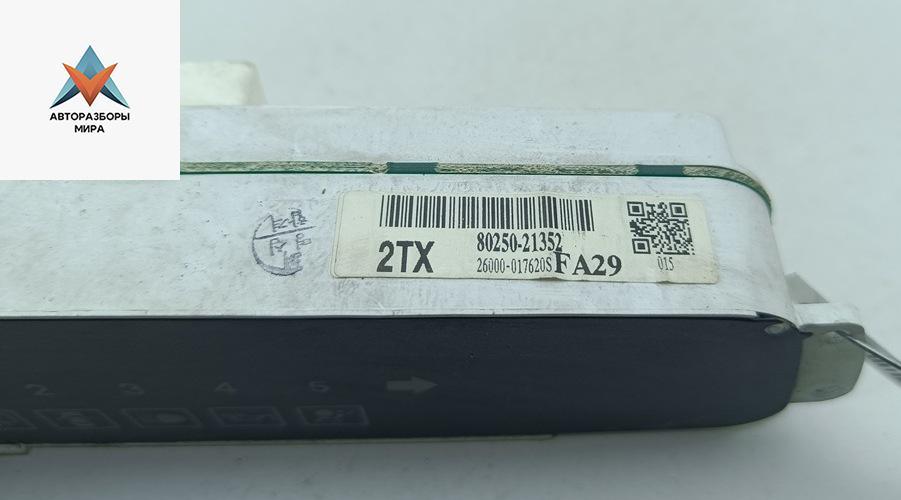 АВТОРАЗБОРЫ
МИРА
2TX
80250-21352
26000-017620S
FA29
015
2 3 4 5